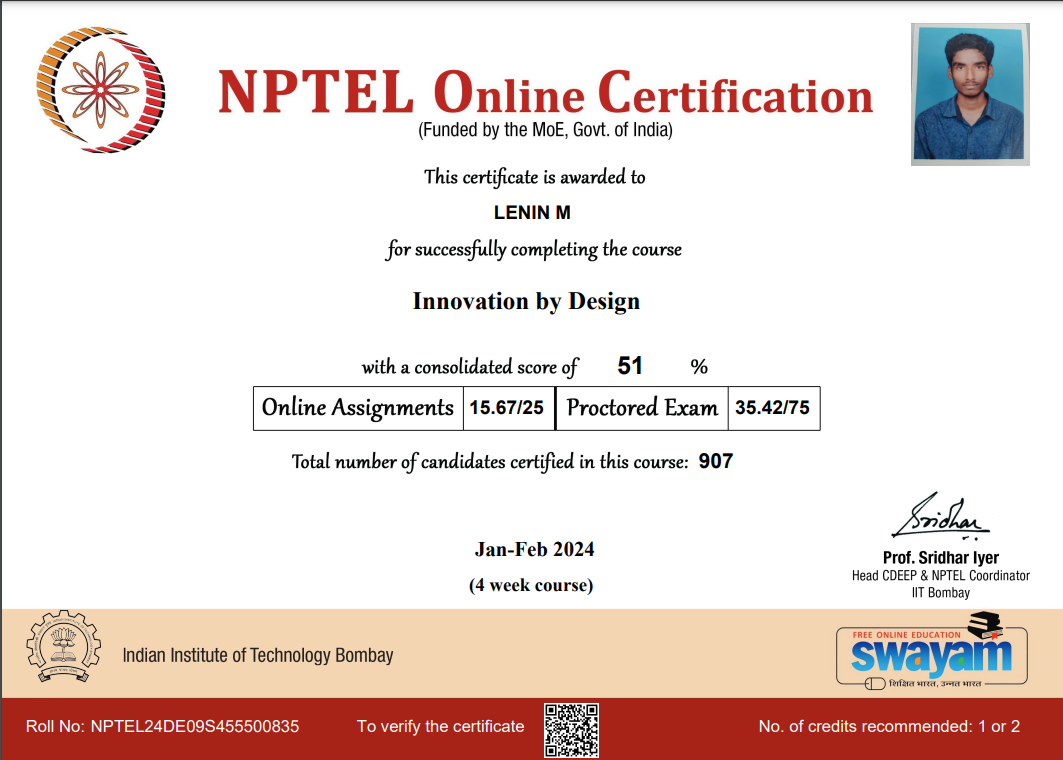 NPTEL Online Certification
(Funded by the MoE, Govt. of India)
This certificate is awarded to
LENIN M
for successfully completing the course
Innovation by Design
with a consolidated score of 51 %
Online Assignments 15.67/25 Proctored Exam 35.42/75
Total number of candidates certified in this course: 907
Sridhar
Jan-Feb 2024
(4 week course)
Prof. Sridhar Iyer
Head CDEEP & NPTEL Coordinator
IIT Bombay
Indian Institute of Technology Bombay
FREE ONLINE EDUCATION
swayam
शिक्षित भारत, उन्नत भारत
Roll No: NPTEL24DE09S455500835 To verify the certificate No. of credits recommended: 1 or 2